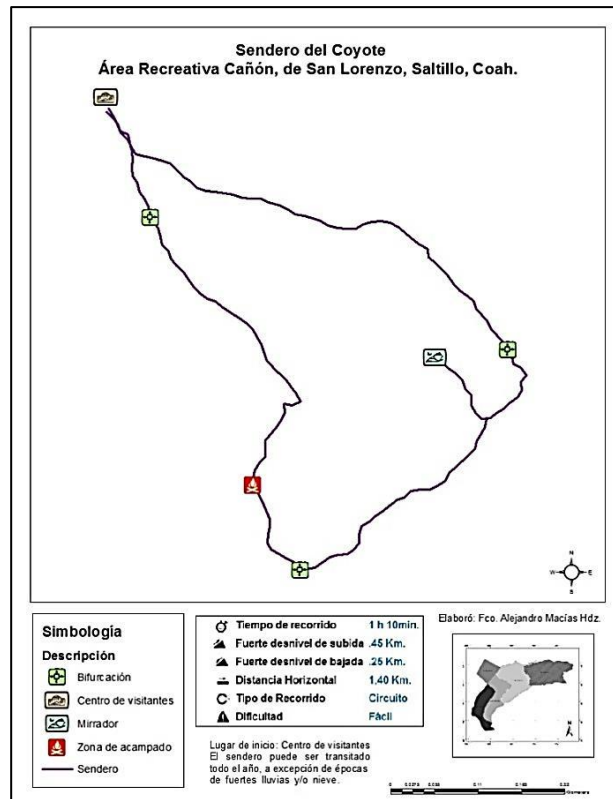 Sendero del Coyote
Área Recreativa Cañón, de San Lorenzo, Saltillo, Coah.
N
W E
S
Simbología
Descripción
Bifurcación
Centro de visitantes
Mirrador
Zona de acampado
Sendero
Tiempo de recorrido 1 h 10min.
Fuerte desnivel de subida .45 Km.
Fuerte desnivel de bajada .25 Km.
Distancia Horizontal 1.40 Km.
Tipo de Recorrido Circuito
Dificultad Fácil
Lugar de inicio: Centro de visitantes
El sendero puede ser transitado
todo el año, a excepción de épocas
de fuertes lluvias y/o nieve.
Elaboró: Fco. Alejandro Macías Hdz.
N